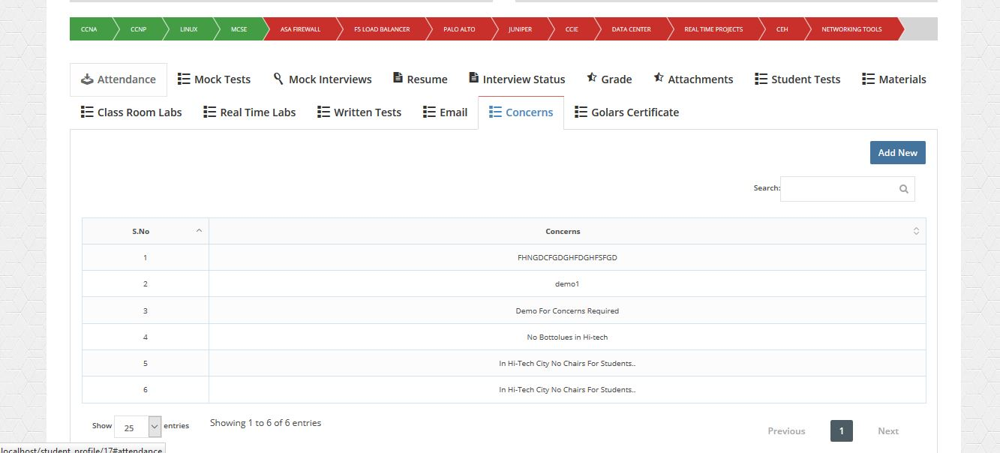 CCNA CCNP LINUX MCSE ASA FIREWALL F5 LOAD BALANCER PALO ALTO JUNIPER CCIE DATA CENTER REAL TIME PROJECTS CEH NETWORKING TOOLS
Attendance Mock Tests Mock Interviews Resume Interview Status Grade Attachments Student Tests Materials
Class Room Labs Real Time Labs Written Tests Email Concerns Golars Certificate
Add New
Search:
S.No Concerns
1 FHNGDCFGDGHFDGHFSFGD
2 demo1
3 Demo For Concerns Required
4 No Bottolues in Hi-tech
5 In Hi-Tech City No Chairs For Students..
6 In Hi-Tech City No Chairs For Students..
Show 25 entries Showing 1 to 6 of 6 entries Previous 1 Next
localhost/student_profile/17#attendance